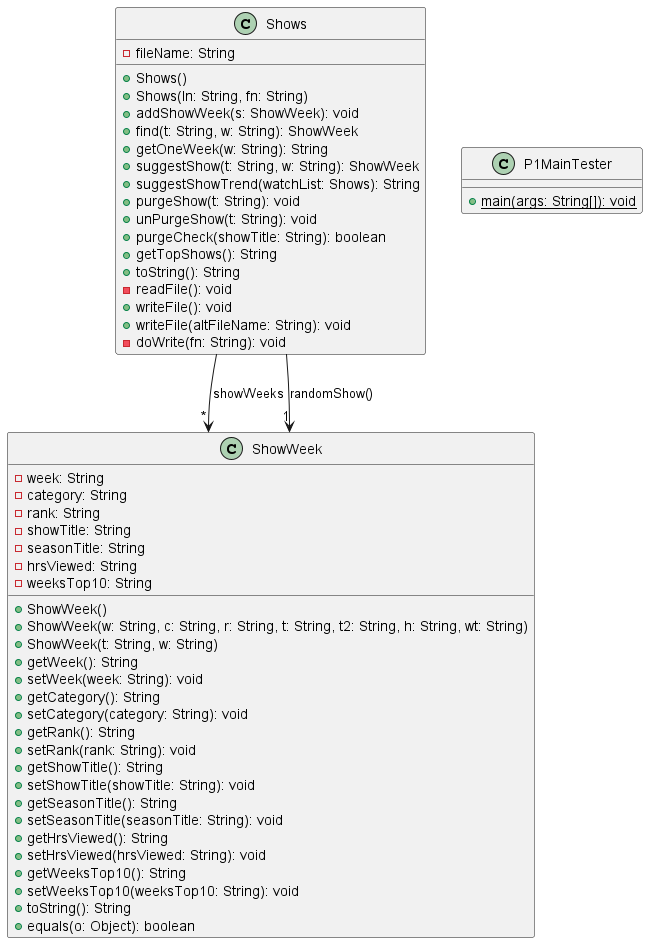 C Shows
fileName: String
Shows()
Shows(ln: String, fn: String)
addShowWeek(s: ShowWeek): void
find(t: String, w: String): ShowWeek
getOneWeek(w: String): String
suggestShow(t: String, w: String): ShowWeek
suggestShowTrend(watchList: Shows): String
purgeShow(t: String): void
unPurgeShow(t: String): void
purgeCheck(showTitle: String): boolean
getTopShows(): String
toString(): String
readFile(): void
writeFile(): void
writeFile(altFileName: String): void
doWrite(fn: String): void
C P1MainTester
main(args: String[]): void
showWeeks
randomShow()
*
1
C ShowWeek
week: String
category: String
rank: String
showTitle: String
seasonTitle: String
hrsViewed: String
weeksTop10: String
ShowWeek()
ShowWeek(w: String, c: String, r: String, t: String, t2: String, h: String, wt: String)
ShowWeek(t: String, w: String)
getWeek(): String
setWeek(week: String): void
getCategory(): String
setCategory(category: String): void
getRank(): String
setRank(rank: String): void
getShowTitle(): String
setShowTitle(showTitle: String): void
getSeasonTitle(): String
setSeasonTitle(seasonTitle: String): void
getHrsViewed(): String
setHrsViewed(hrsViewed: String): void
getWeeksTop10(): String
setWeeksTop10(weeksTop10: String): void
toString(): String
equals(o: Object): boolean